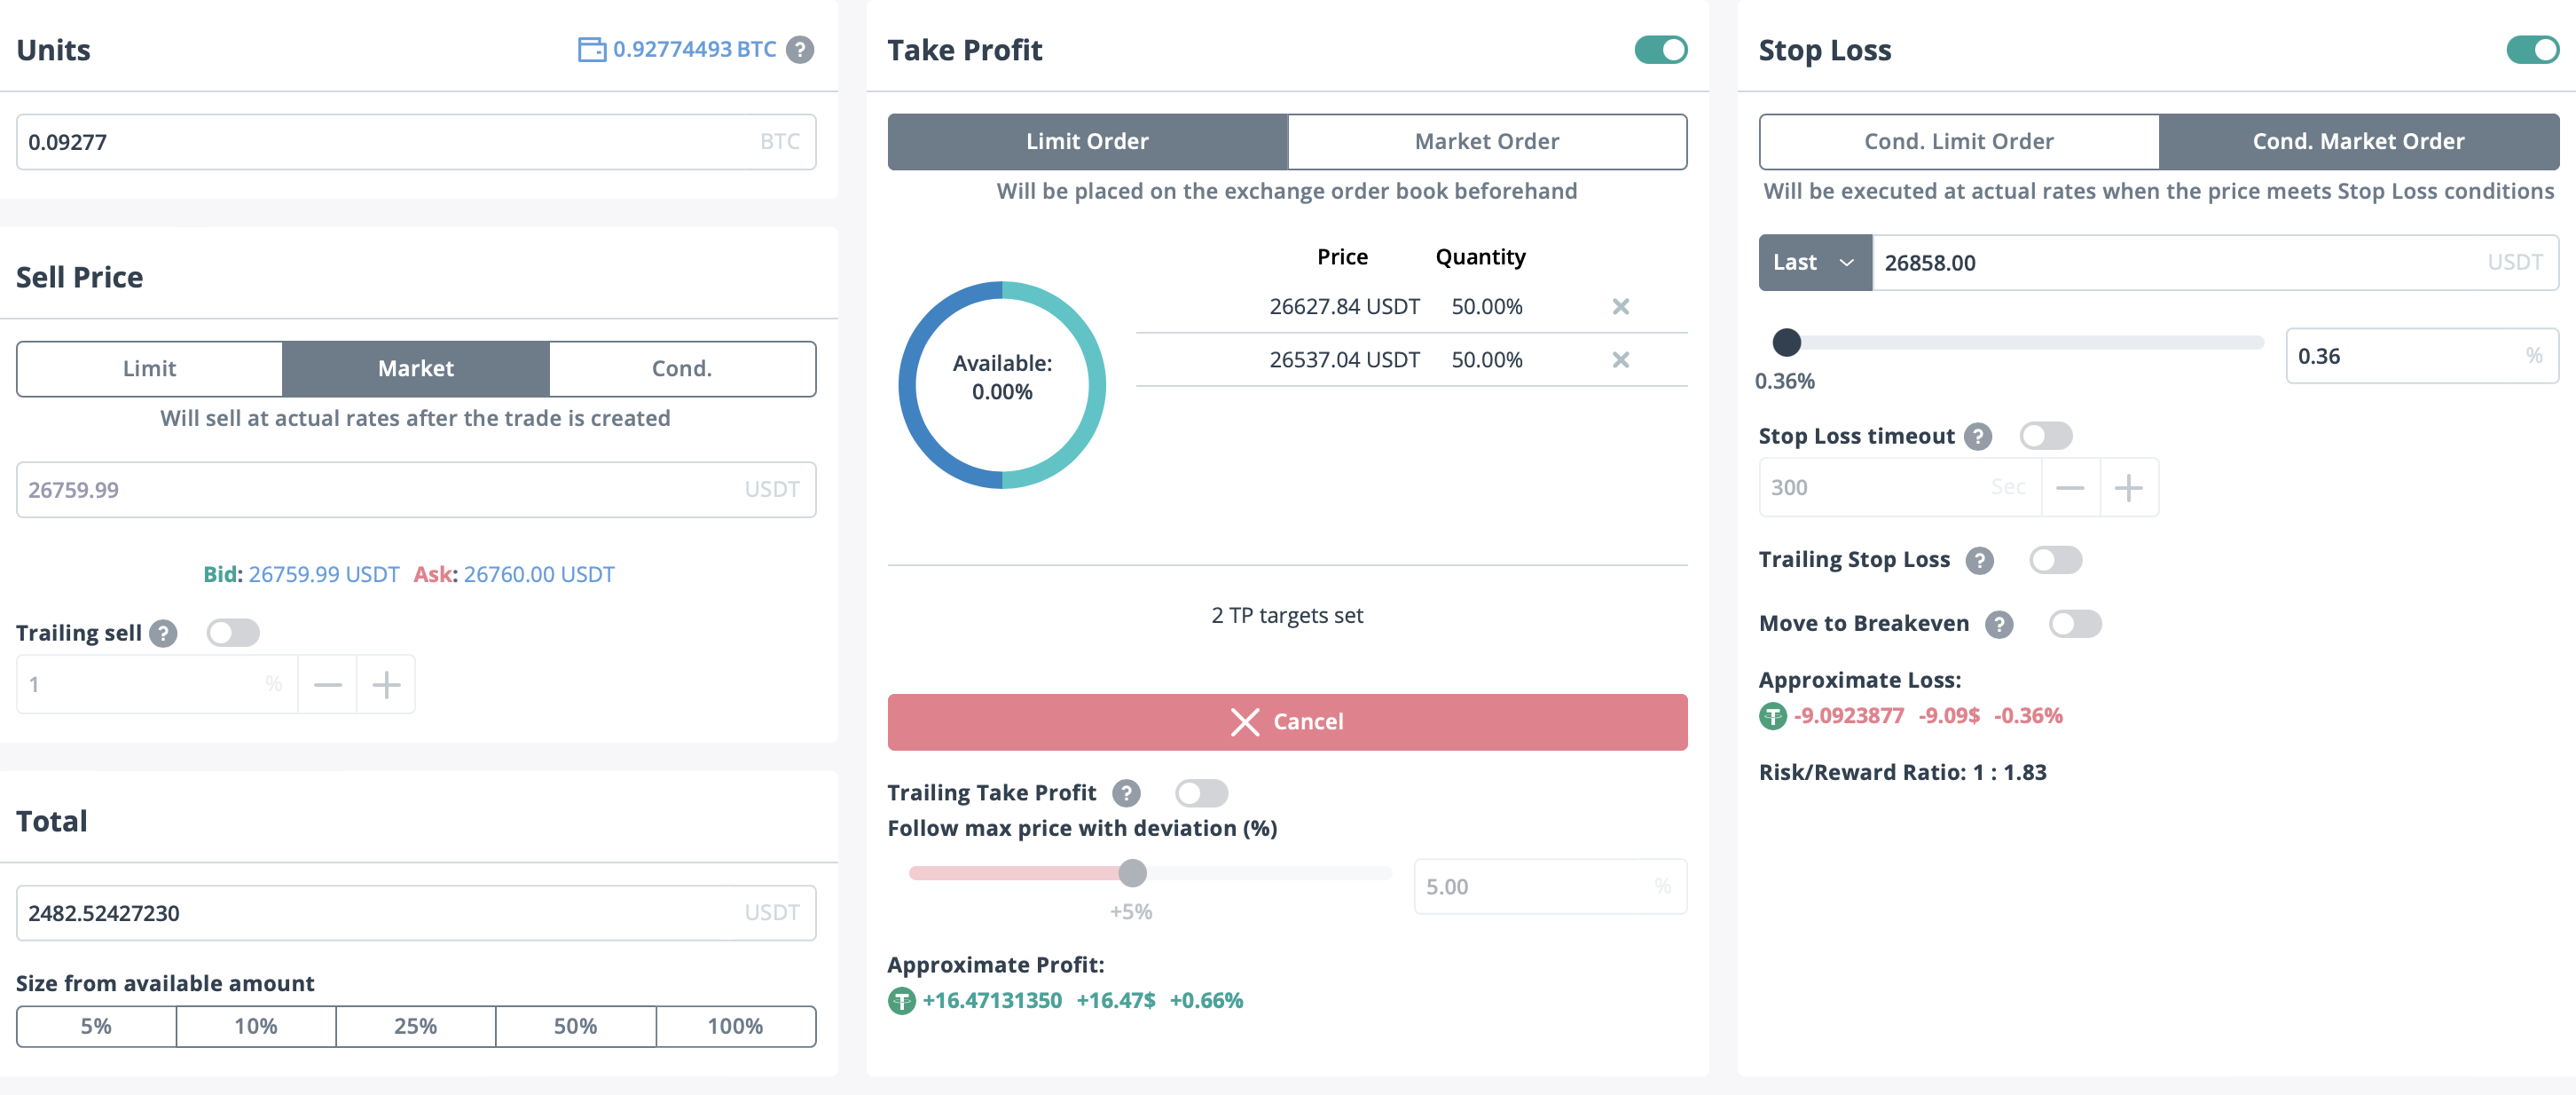 Units
0.92774493 BTC ?
0.09277 BTC
Sell Price
Limit Market Cond.
Will sell at actual rates after the trade is created
26759.99 USDT
Bid: 26759.99 USDT Ask: 26760.00 USDT
Trailing sell ?
1 %
Total
2482.52427230 USDT
Size from available amount
5% 10% 25% 50% 100%
Take Profit
Limit Order Market Order
Will be placed on the exchange order book beforehand
Price Quantity
26627.84 USDT 50.00%
26537.04 USDT 50.00%
Available:
0.00%
2 TP targets set
Cancel
Trailing Take Profit ?
Follow max price with deviation (%)
+5%
5.00 %
Approximate Profit:
+16.47131350 +16.47$ +0.66%
Stop Loss
Cond. Limit Order Cond. Market Order
Will be executed at actual rates when the price meets Stop Loss conditions
Last 26858.00 USDT
0.36%
0.36 %
Stop Loss timeout ?
300 Sec
Trailing Stop Loss ?
Move to Breakeven ?
Approximate Loss:
-9.0923877 -9.09$ -0.36%
Risk/Reward Ratio: 1 : 1.83